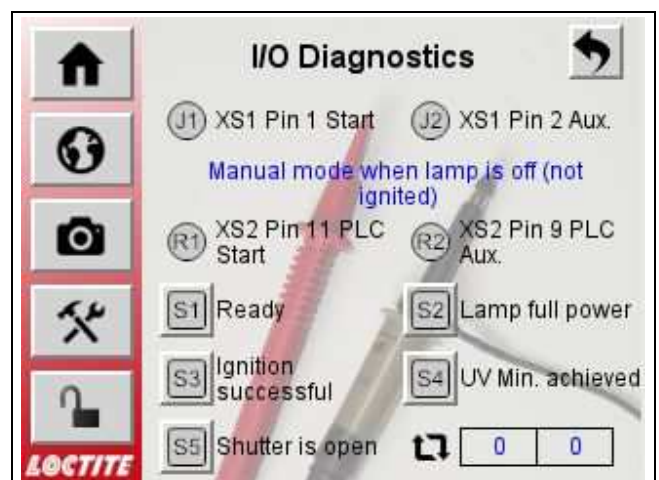 I/O Diagnostics
J1 XS1 Pin 1 Start
J2 XS1 Pin 2 Aux.
Manual mode when lamp is off (not
ignited)
R1 XS2 Pin 11 PLC
Start
R2 XS2 Pin 9 PLC
Aux.
S1 Ready
S2 Lamp full power
S3 Ignition
successful
S4 UV Min. achieved
S5 Shutter is open
0 0
LOCTITE